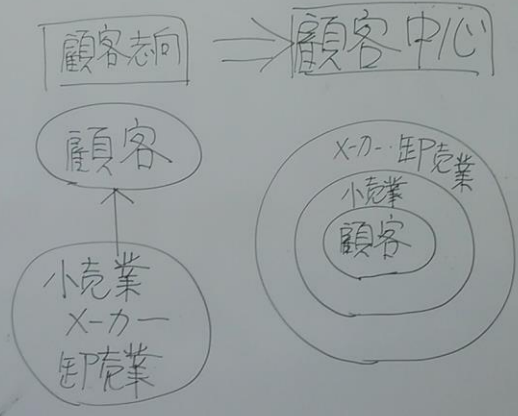 顧客志向
顧客中心
顧客
小売業
メーカー
卸売業
メーカー・卸売業
小売業
顧客